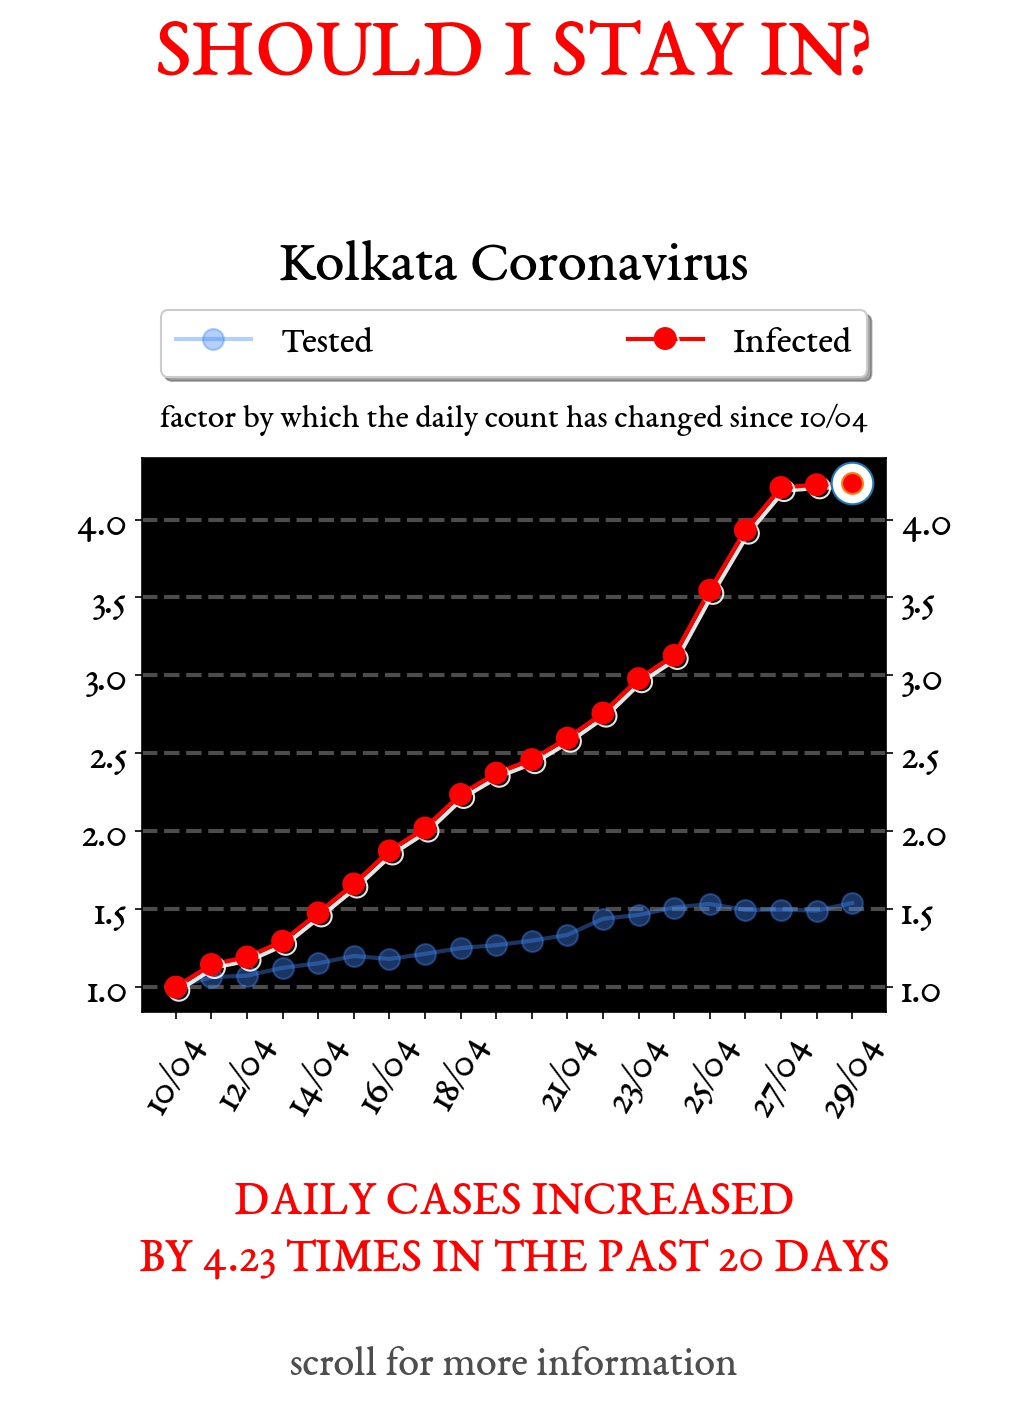 SHOULD I STAY IN?
Kolkata Coronavirus
Tested Infected
factor by which the daily count has changed since 10/04
4.0 4.0
3.5 3.5
3.0 3.0
2.5 2.5
2.0 2.0
1.5 1.5
1.0 1.0
10/04 12/04 14/04 16/04 18/04 21/04 23/04 25/04 27/04 29/04
DAILY CASES INCREASED
BY 4.23 TIMES IN THE PAST 20 DAYS
scroll for more information